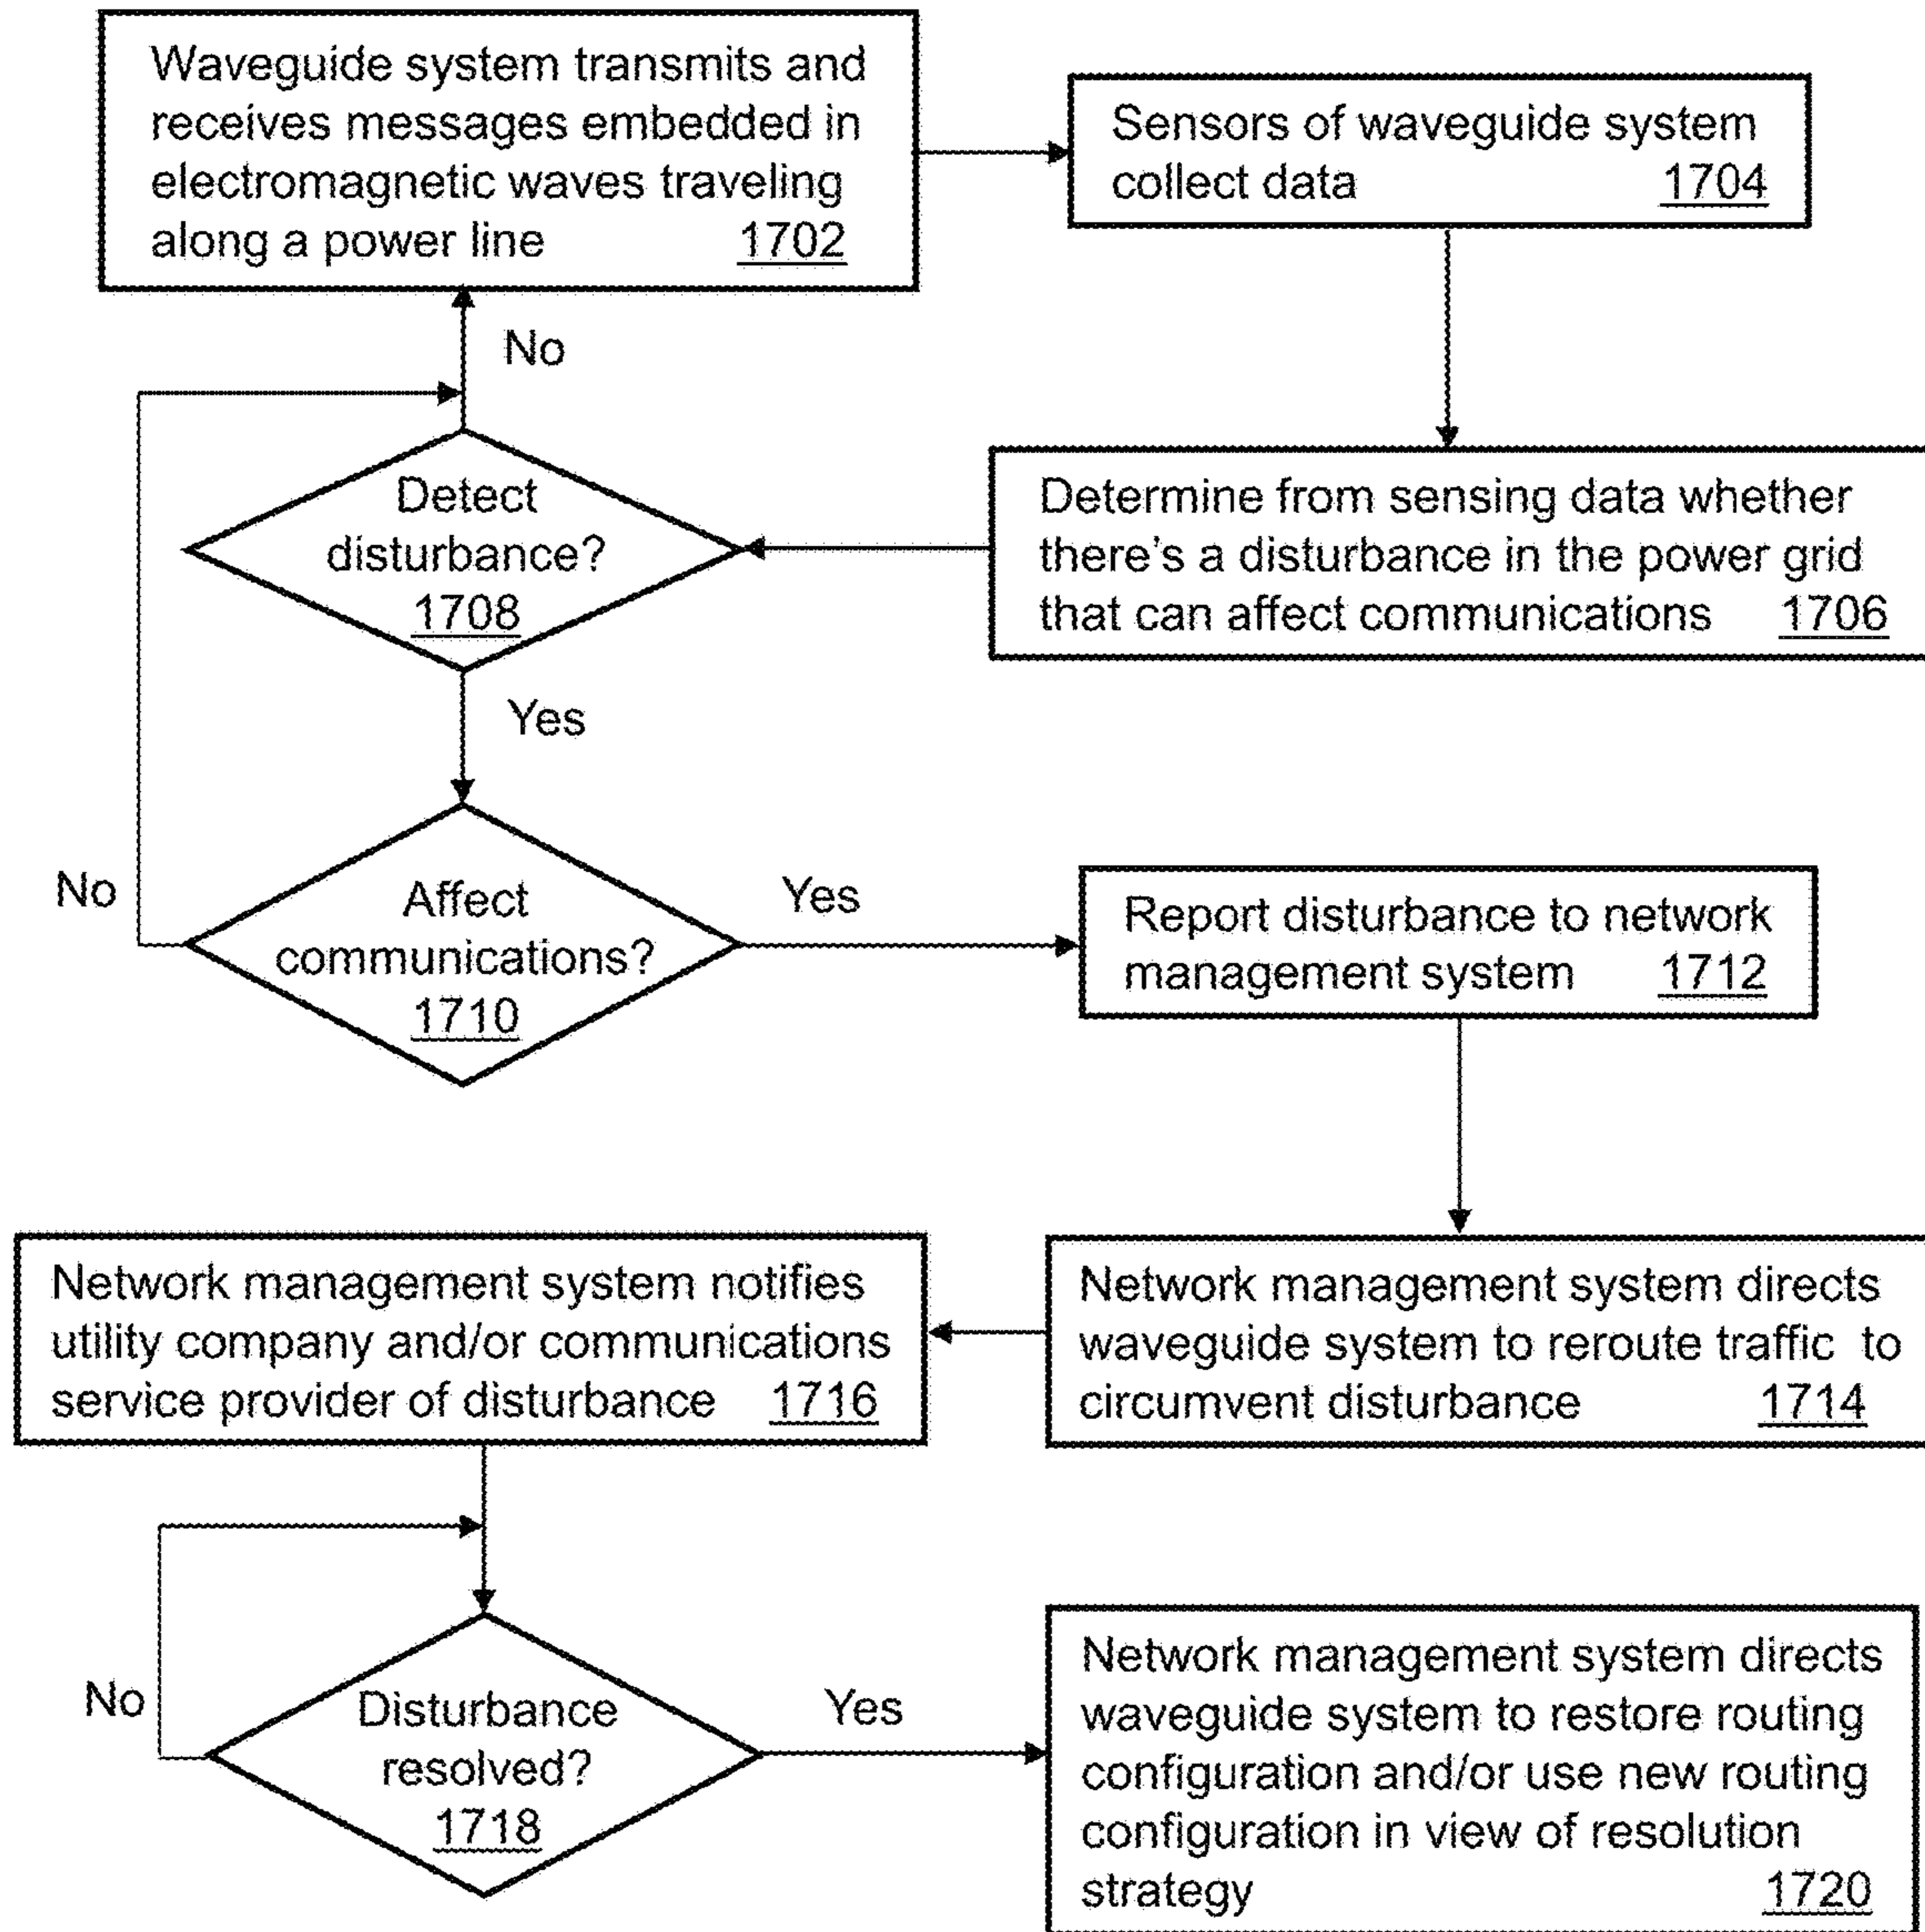 Waveguide system transmits and
receives messages embedded in
electromagnetic waves traveling
along a power line 1702
Sensors of waveguide system
collect data 1704
No
Detect
disturbance?
1708
Determine from sensing data whether
there's a disturbance in the power grid
that can affect communications 1706
Yes
No
Affect
communications?
1710
Yes
Report disturbance to network
management system 1712
Network management system notifies
utility company and/or communications
service provider of disturbance 1716
Network management system directs
waveguide system to reroute traffic to
circumvent disturbance 1714
No
Disturbance
resolved?
1718
Yes
Network management system directs
waveguide system to restore routing
configuration and/or use new routing
configuration in view of resolution
strategy 1720